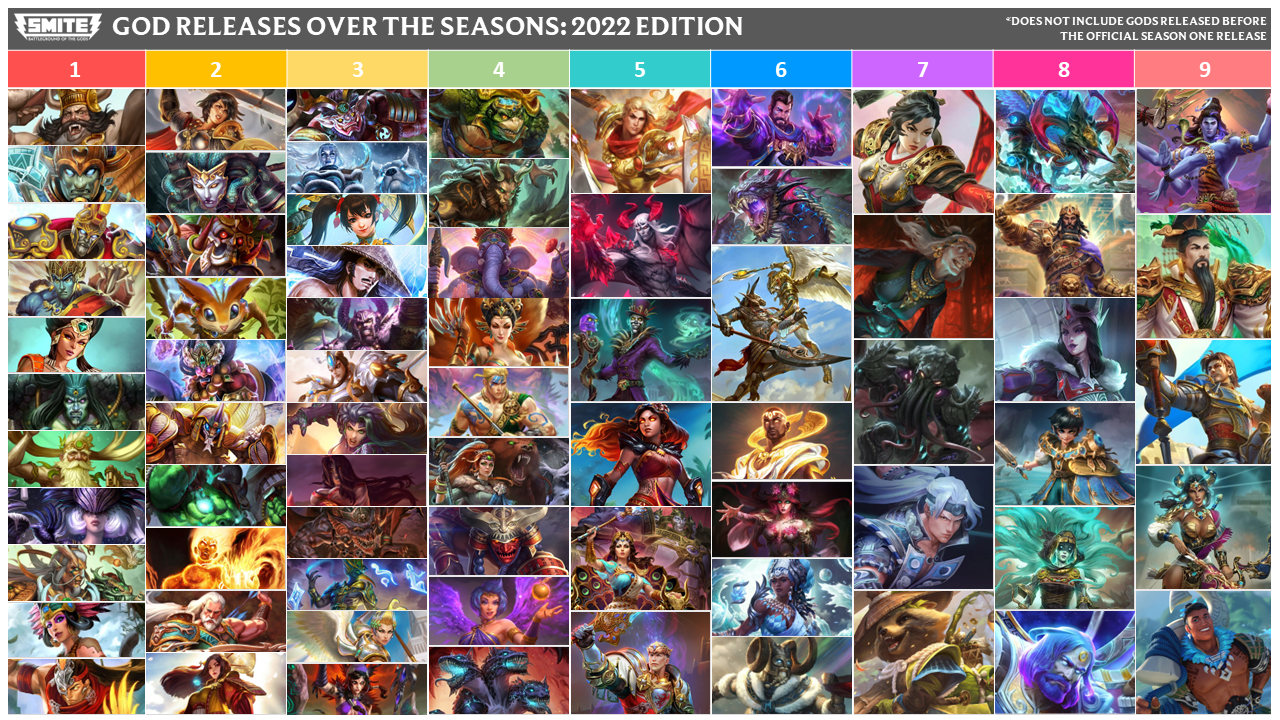 SMITE
BATTLEGROUND OF THE GODS
GOD RELEASES OVER THE SEASONS: 2022 EDITION
*DOES NOT INCLUDE GODS RELEASED BEFORE
THE OFFICIAL SEASON ONE RELEASE
1 2 3 4 5 6 7 8 9